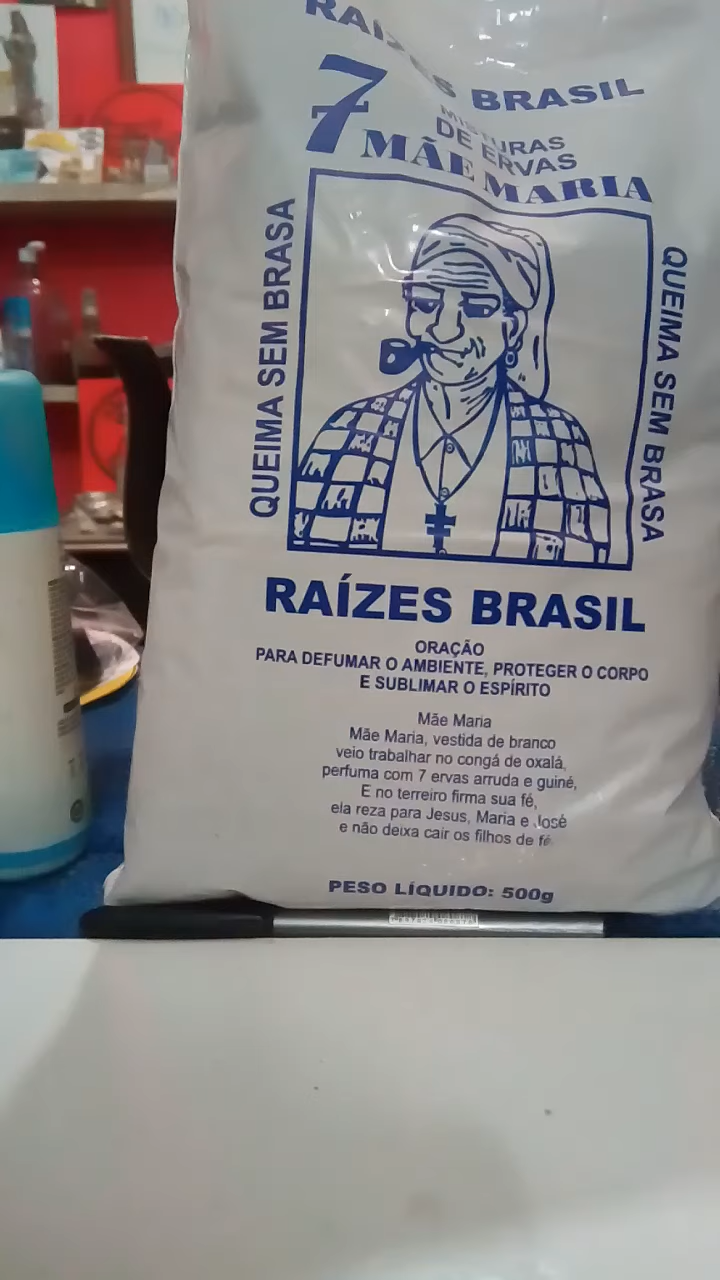 RAÍZES BRASIL
7 MISTURAS
DE ERVAS
MÃE MARIA
QUEIMA SEM BRASA
QUEIMA SEM BRASA
RAÍZES BRASIL
ORAÇÃO
PARA DEFUMAR O AMBIENTE, PROTEGER O CORPO
E SUBLIMAR O ESPÍRITO
Mãe Maria
Mãe Maria, vestida de branco
veio trabalhar no congá de oxalá,
perfuma com 7 ervas arruda e guiné,
E no terreiro firma sua fé,
ela reza para Jesus, Maria e José
e não deixa cair os filhos de fé
PESO LÍQUIDO: 500g